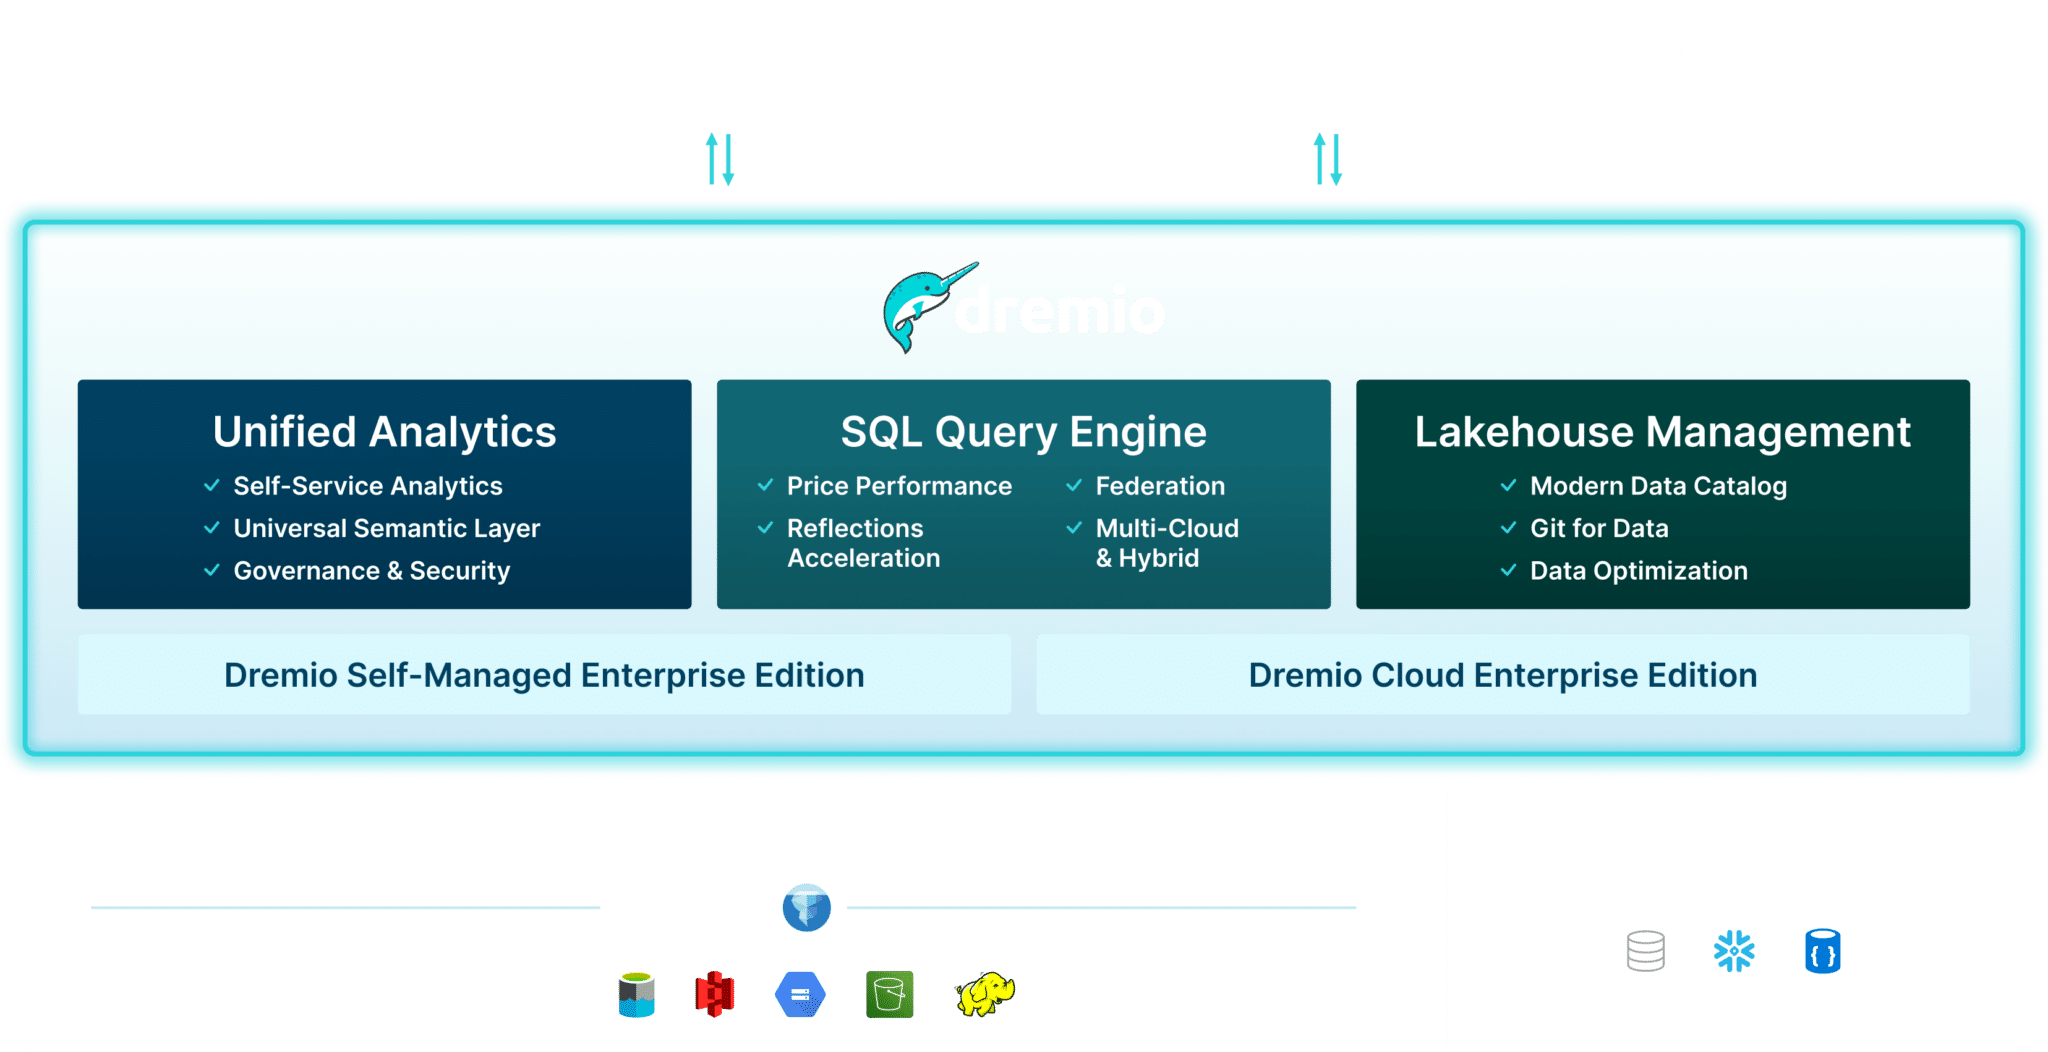 dremio
Unified Analytics
Self-Service Analytics
Universal Semantic Layer
Governance & Security
SQL Query Engine
Price Performance
Reflections
Acceleration
Federation
Multi-Cloud
& Hybrid
Lakehouse Management
Modern Data Catalog
Git for Data
Data Optimization
Dremio Self-Managed Enterprise Edition
Dremio Cloud Enterprise Edition